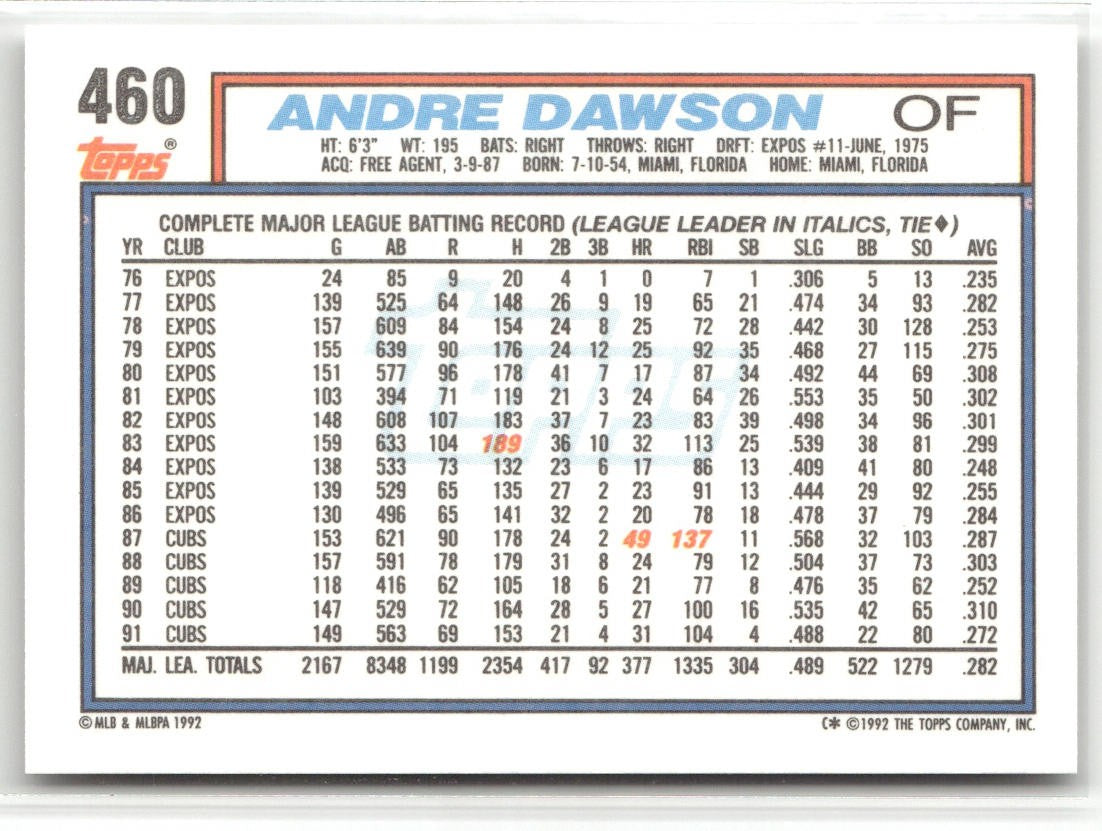 460
ANDRE DAWSON OF
topps®
HT: 6'3" WT: 195 BATS: RIGHT THROWS: RIGHT DRFT: EXPOS #11-JUNE, 1975
ACQ: FREE AGENT, 3-9-87 BORN: 7-10-54, MIAMI, FLORIDA HOME: MIAMI, FLORIDA
COMPLETE MAJOR LEAGUE BATTING RECORD (LEAGUE LEADER IN ITALICS, TIE♦)
YR CLUB G AB R H 2B 3B HR RBI SB SLG BB SO AVG
76 EXPOS 24 85 9 20 4 1 0 7 1 .306 5 13 .235
77 EXPOS 139 525 64 148 26 9 19 65 21 .474 34 93 .282
78 EXPOS 157 609 84 154 24 8 25 72 28 .442 30 128 .253
79 EXPOS 155 639 90 176 24 12 25 92 35 .468 27 115 .275
80 EXPOS 151 577 96 178 41 7 17 87 34 .492 44 69 .308
81 EXPOS 103 394 71 119 21 3 24 64 26 .553 35 50 .302
82 EXPOS 148 608 107 183 37 7 23 83 39 .498 34 96 .301
83 EXPOS 159 633 104 189 36 10 32 113 25 .539 38 81 .299
84 EXPOS 138 533 73 132 23 6 17 86 13 .409 41 80 .248
85 EXPOS 139 529 65 135 27 2 23 91 13 .444 29 92 .255
86 EXPOS 130 496 65 141 32 2 20 78 18 .478 37 79 .284
87 CUBS 153 621 90 178 24 2 49 137 11 .568 32 103 .287
88 CUBS 157 591 78 179 31 8 24 79 12 .504 37 73 .303
89 CUBS 118 416 62 105 18 6 21 77 8 .476 35 62 .252
90 CUBS 147 529 72 164 28 5 27 100 16 .535 42 65 .310
91 CUBS 149 563 69 153 21 4 31 104 4 .488 22 80 .272
MAJ. LEA. TOTALS 2167 8348 1199 2354 417 92 377 1335 304 .489 522 1279 .282
topps
© MLB & MLBPA 1992 C* ©1992 THE TOPPS COMPANY, INC.